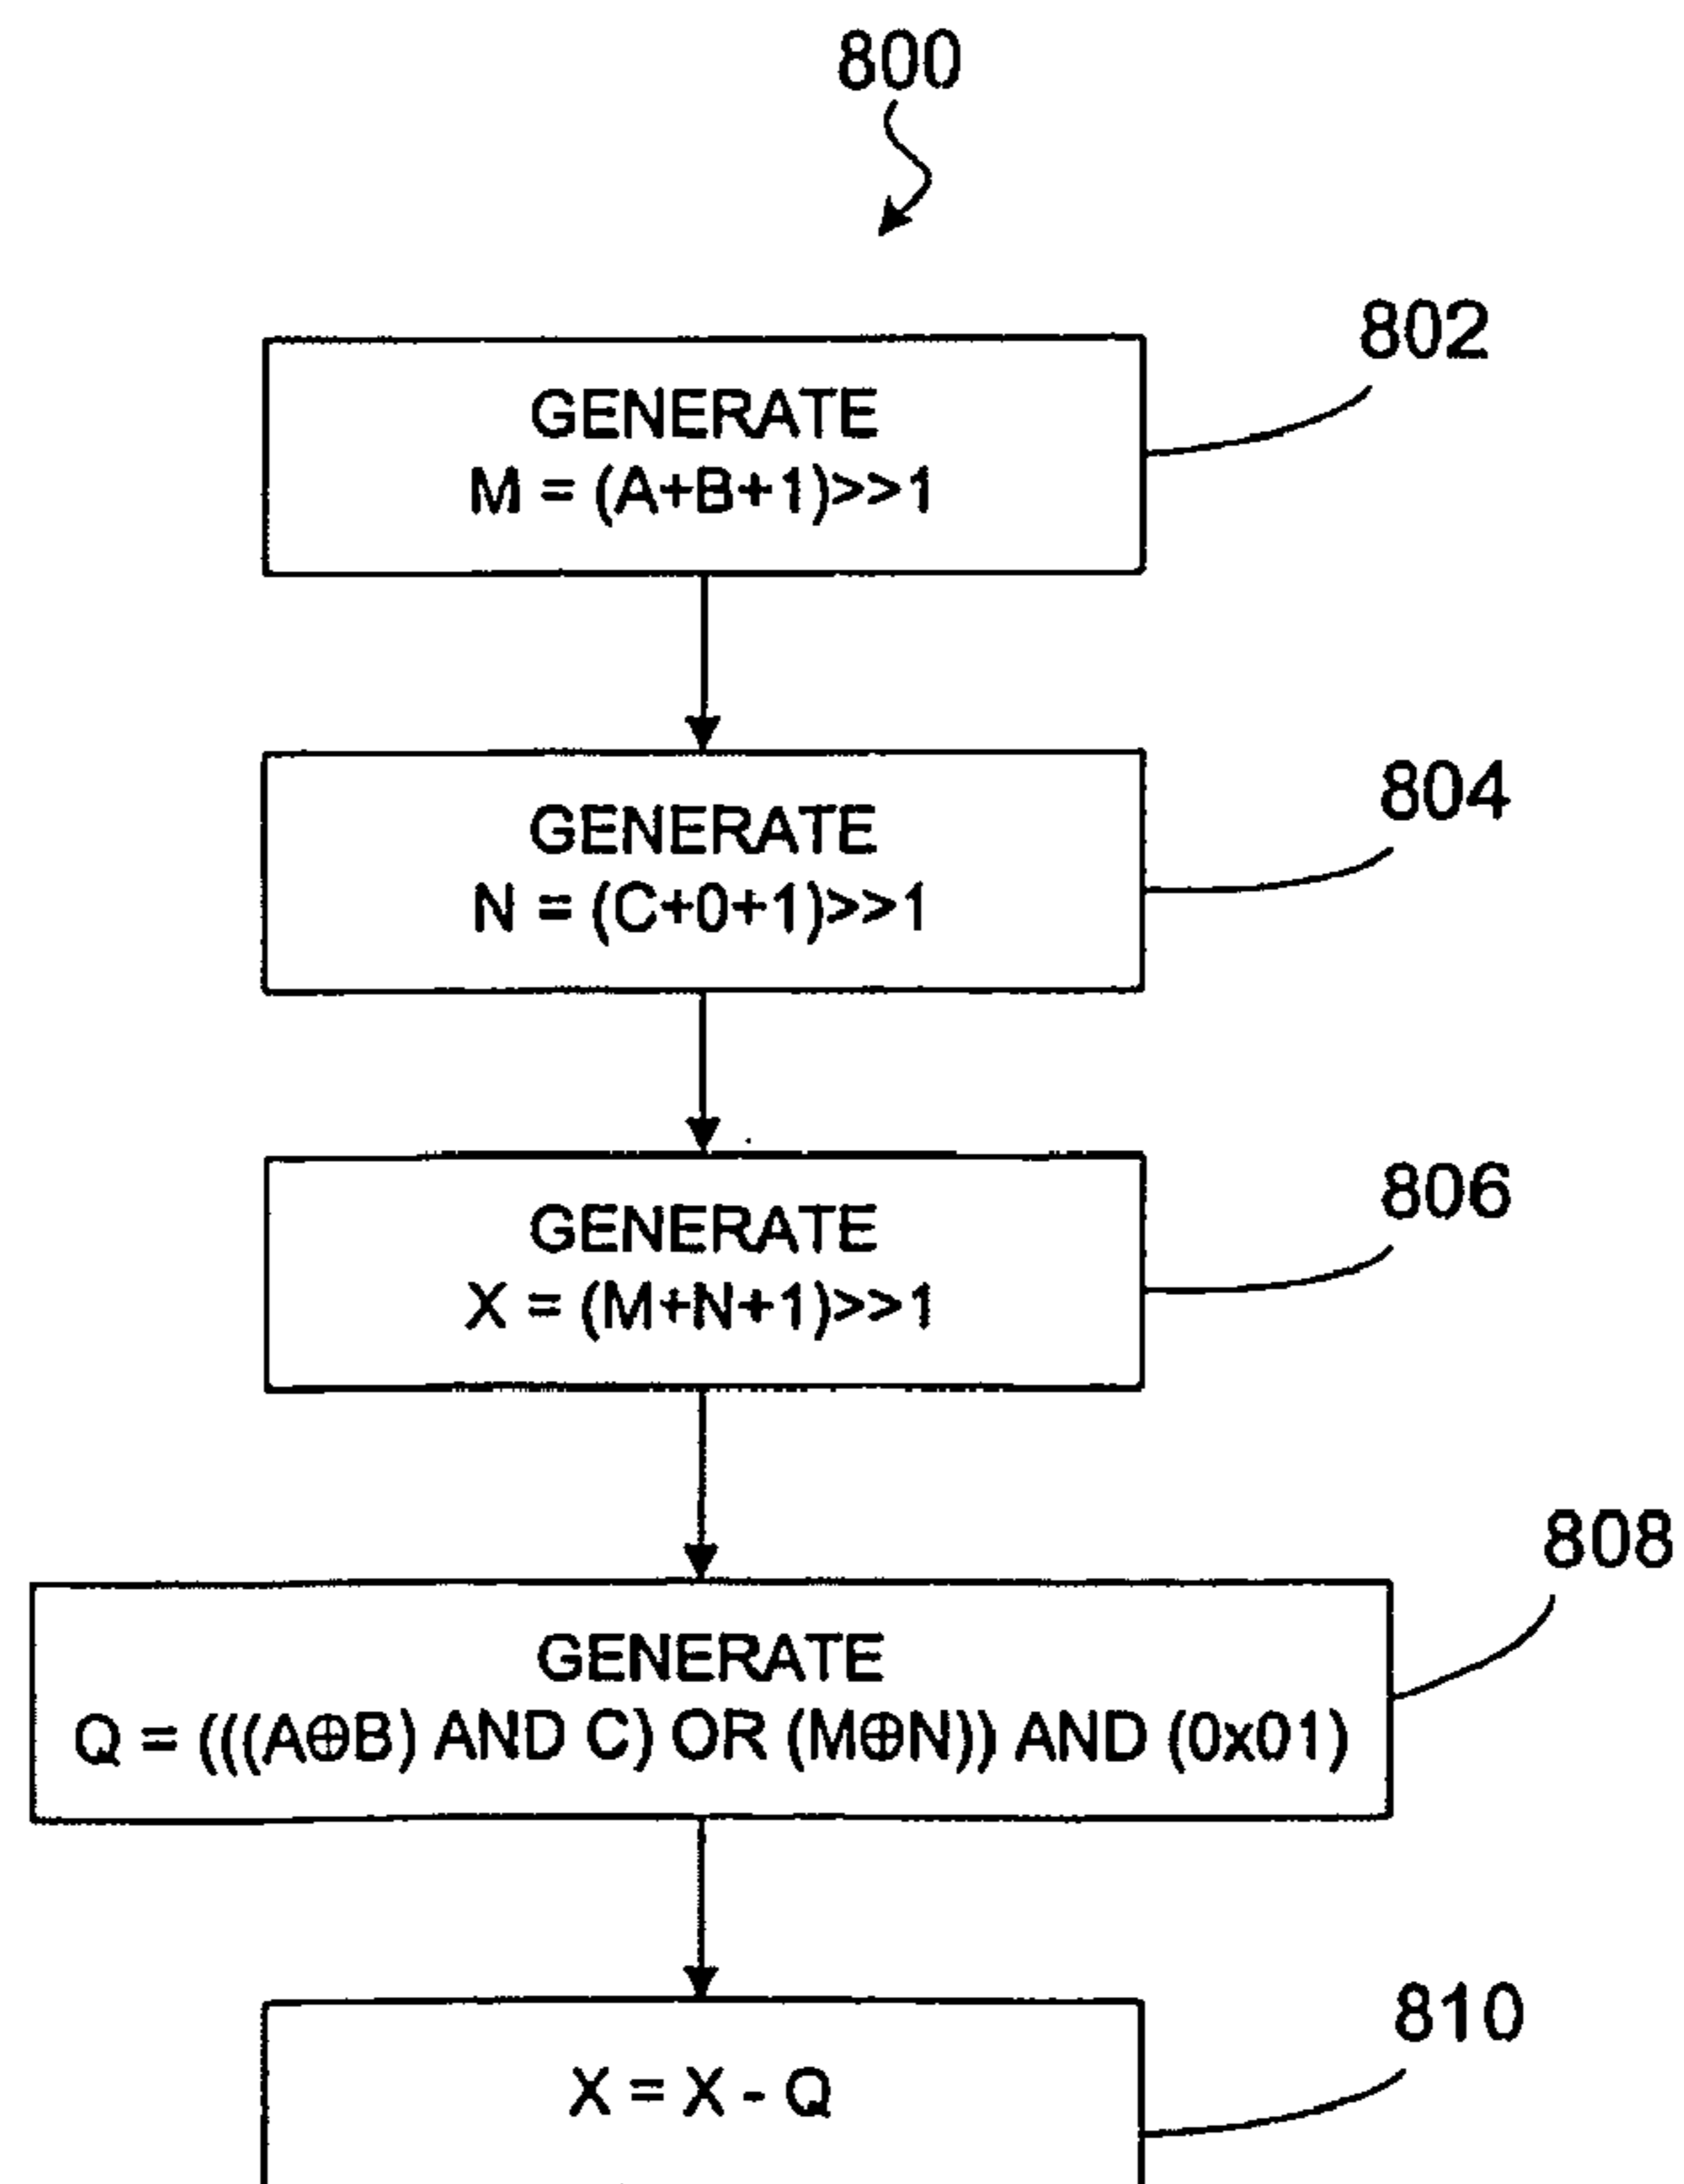 800
802
GENERATE
M = (A+B+1)>>1
804
GENERATE
N = (C+0+1)>>1
806
GENERATE
X = (M+N+1)>>1
808
GENERATE
Q = (((A⊕B) AND C) OR (M⊕N)) AND (0x01)
810
X = X - Q